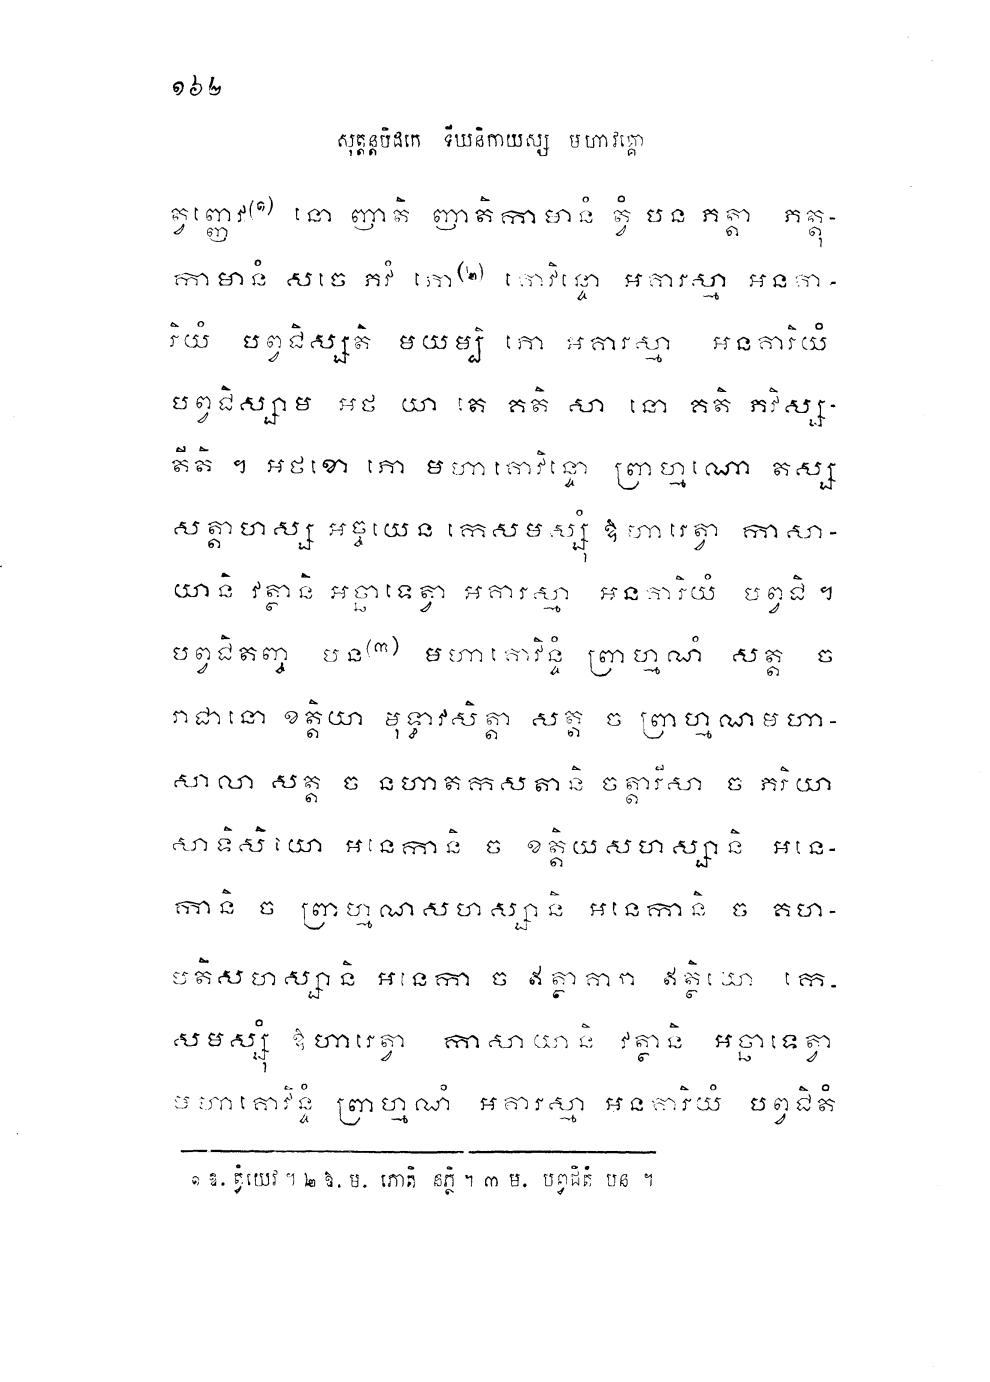 ១៦២
សុត្តន្តបិដកេ ទីឃនិកាយស្ស មហាវគ្គោ
ត្វញ្ញេវ(១) នោ ញាតិ ញាតិកាមានំ ត្វំ បន ភត្តា ភត្តុ-
កាមានំ សចេ ភវំ ភោ(២) គោវិន្ទោ អគារស្មា អនគា-
រិយំ បព្វជិស្សតិ មយម្បិ ភោ អគារស្មា អនគារិយំ
បព្វជិស្សាម អថ យា តេ គតិ សា នោ គតិ ភវិស្ស-
តីតិ ។ អថខោ ភោ មហាគោវិន្ទោ ព្រាហ្មណោ តស្ស
សត្តាហស្ស អច្ចយេន កេសមស្សុំ ឱហារេត្វា កាសា-
យានិ វត្ថានិ អច្ឆាទេត្វា អគារស្មា អនគារិយំ បព្វជិ ។
បព្វជិតញ្ច បន(៣) មហាគោវិន្ទំ ព្រាហ្មណំ សត្ត ច
រាជានោ ខត្តិយា មុទ្ធាវសិត្តា សត្ត ច ព្រាហ្មណមហា-
សាលា សត្ត ច នហាតកសតានិ ចត្តារីសា ច ភរិយា
សាទិសិយោ អនេកានិ ច ខត្តិយសហស្សានិ អនេ-
កានិ ច ព្រាហ្មណសហស្សានិ អនេកានិ ច គហ-
បតិសហស្សានិ អនេកា ច ឥត្ថាគារា ឥត្ថិយោ កេ-
សមស្សុំ ឱហារេត្វា កាសាយានិ វត្ថានិ អច្ឆាទេត្វា
មហាគោវិន្ទំ ព្រាហ្មណំ អគារស្មា អនគារិយំ បព្វជិតំ
១ ឧ. ត្វំយេវ ។ ២ ឱ. ម. ភោតិ នត្ថិ ។ ៣ ម. បព្វជិតំ បន ។